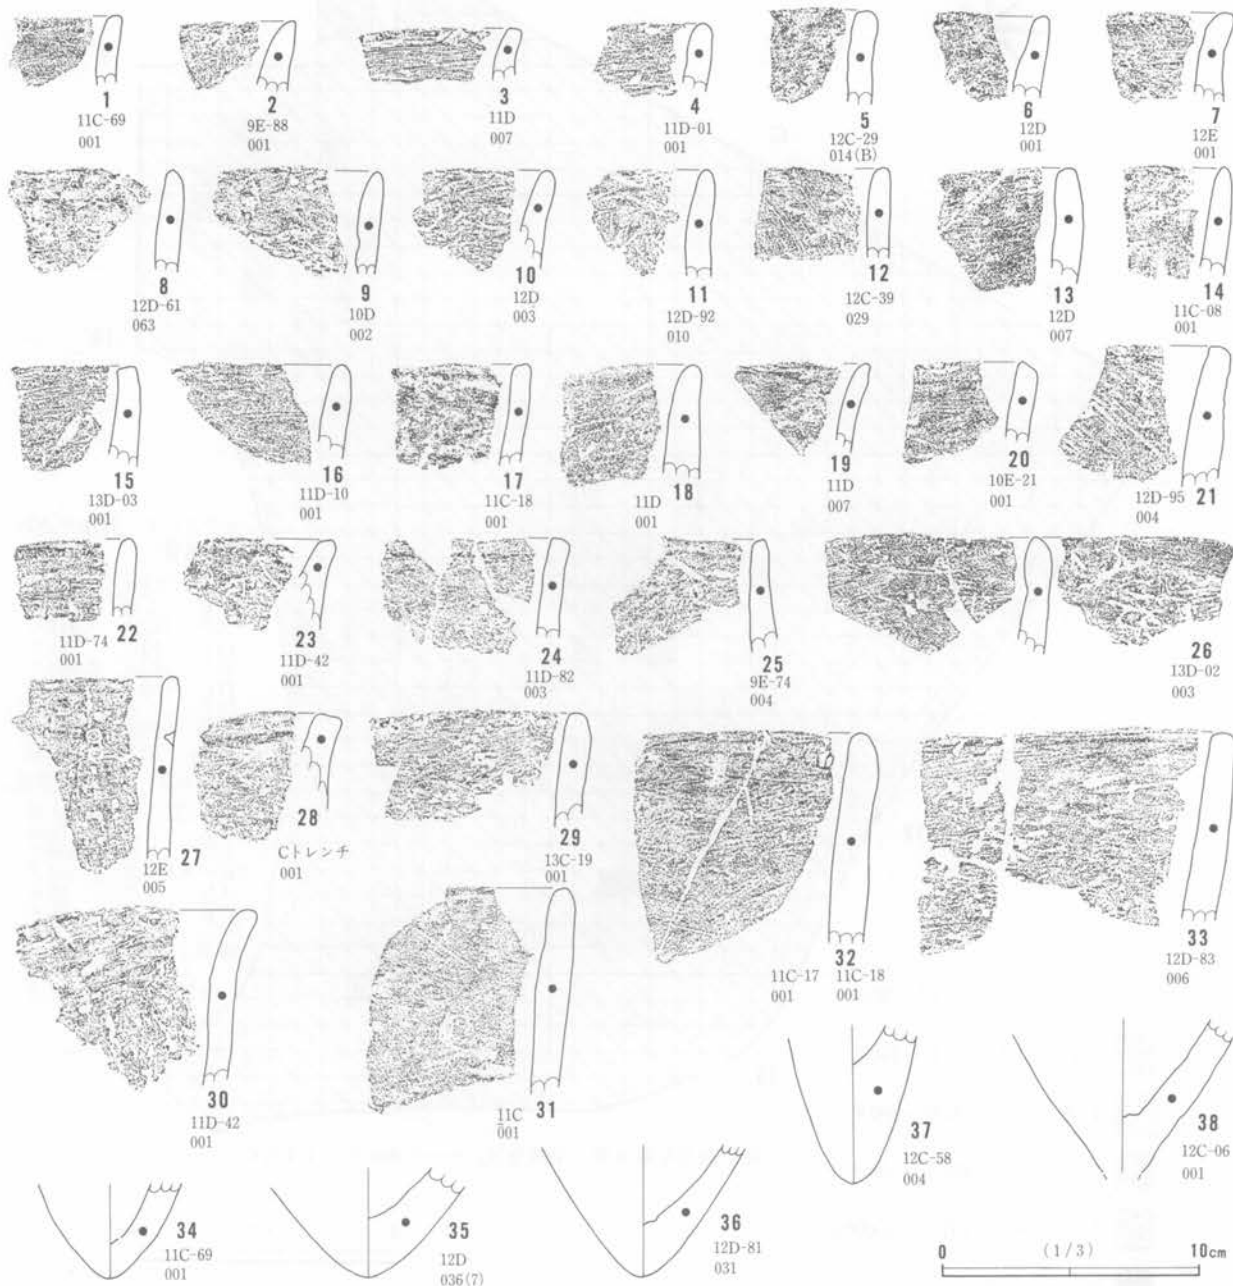 1
11C-69
001
2
9E-88
001
3
11D
007
4
11D-01
001
5
12C-29
014(B)
6
12D
001
7
12E
001
8
12D-61
063
9
10D
002
10
12D
003
11
12D-92
010
12
12C-39
029
13
12D
007
14
11C-08
001
15
13D-03
001
16
11D-10
001
17
11C-18
001
18
11D
001
19
11D
007
20
10E-21
001
21
12D-95
004
22
11D-74
001
23
11D-42
001
24
11D-82
003
25
9E-74
004
26
13D-02
003
27
12E
005
28
Cトレンチ
001
29
13C-19
001
30
11D-42
001
31
11C
001
32
11C-17 11C-18
001 001
33
12D-83
006
34
11C-69
001
35
12D
036(7)
36
12D-81
031
37
12C-58
004
38
12C-06
001
0 (1/3) 10cm